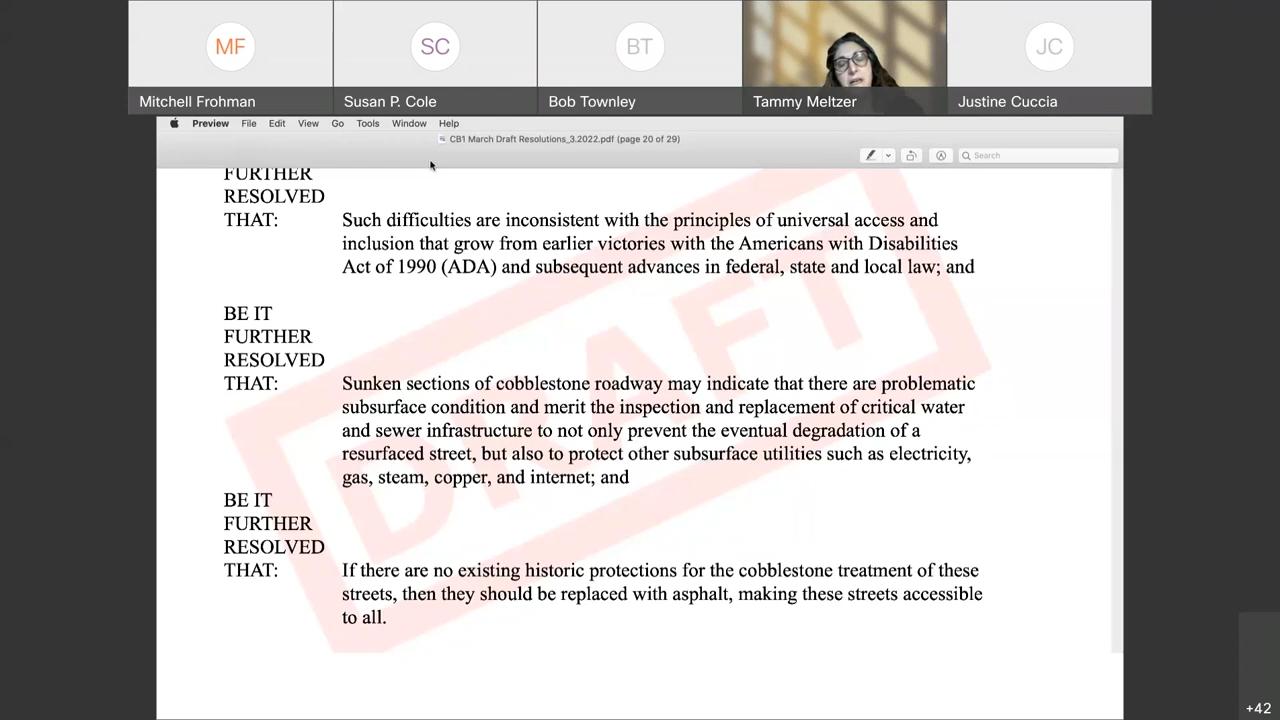 MF
SC
BT
JC
Mitchell Frohman
Susan P. Cole
Bob Townley
Tammy Meltzer
Justine Cuccia
Preview File Edit View Go Tools Window Help
CB1 March Draft Resolutions_3.2022.pdf (page 20 of 29)
Search
FURTHER
RESOLVED
THAT: Such difficulties are inconsistent with the principles of universal access and
inclusion that grow from earlier victories with the Americans with Disabilities
Act of 1990 (ADA) and subsequent advances in federal, state and local law; and
BE IT
FURTHER
RESOLVED
THAT: Sunken sections of cobblestone roadway may indicate that there are problematic
subsurface condition and merit the inspection and replacement of critical water
and sewer infrastructure to not only prevent the eventual degradation of a
resurfaced street, but also to protect other subsurface utilities such as electricity,
gas, steam, copper, and internet; and
BE IT
FURTHER
RESOLVED
THAT: If there are no existing historic protections for the cobblestone treatment of these
streets, then they should be replaced with asphalt, making these streets accessible
to all.
DRAFT
+42